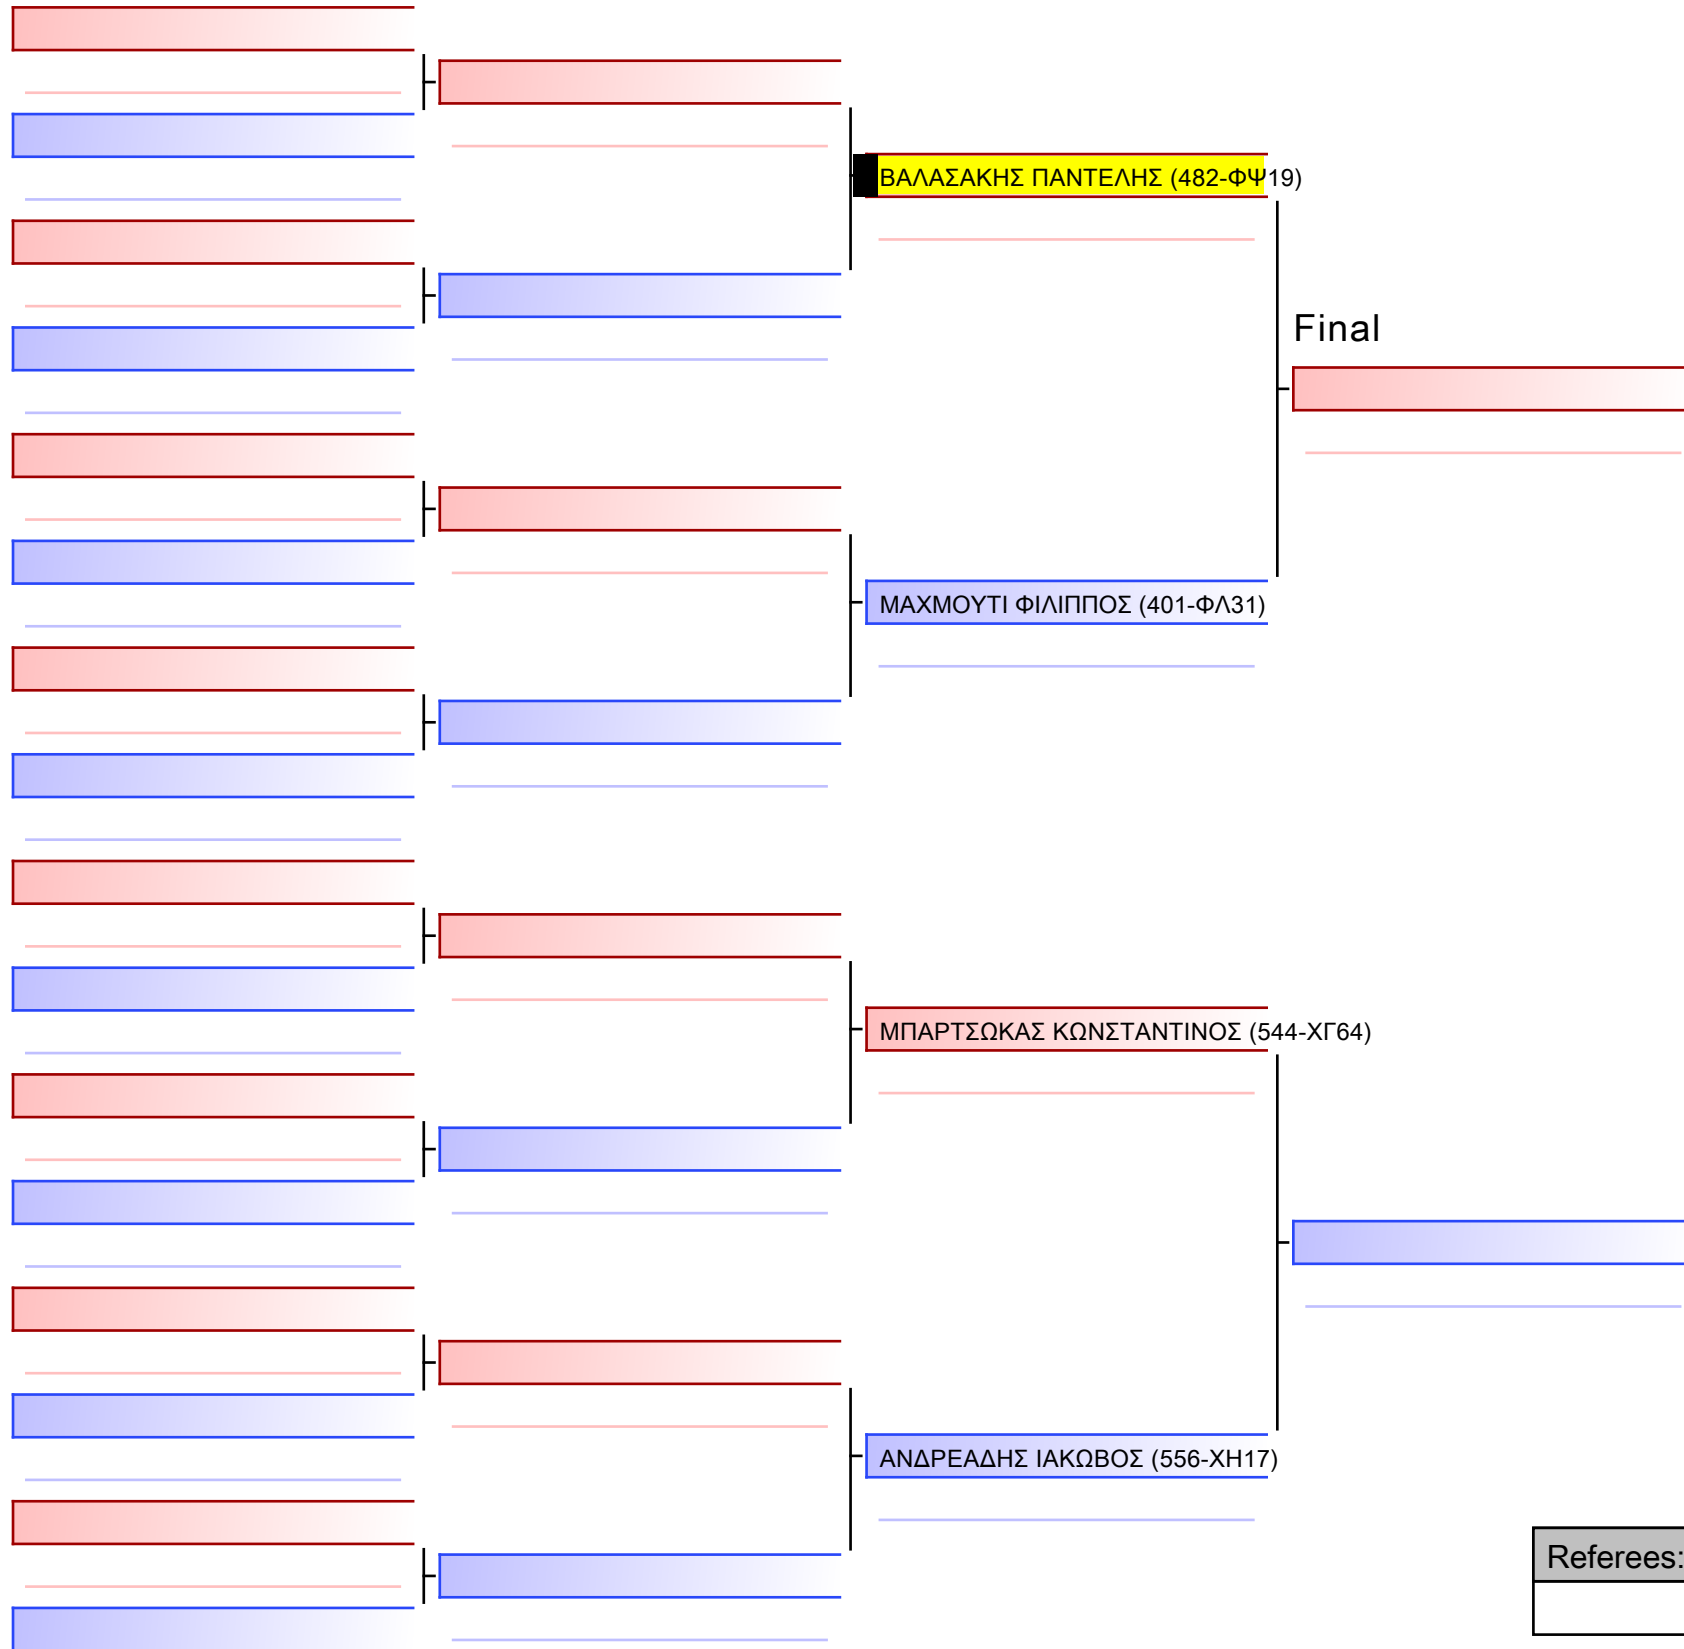 ΒΑΛΑΣΑΚΗΣ ΠΑΝΤΕΛΗΣ (482-ΦΨ19)
Final
ΜΑΧΜΟΥΤΙ ΦΙΛΙΠΠΟΣ (401-ΦΛ31)
ΜΠΑΡΤΣΩΚΑΣ ΚΩΝΣΤΑΝΤΙΝΟΣ (544-ΧΓ64)
ΑΝΔΡΕΑΔΗΣ ΙΑΚΩΒΟΣ (556-ΧΗ17)
Referees: